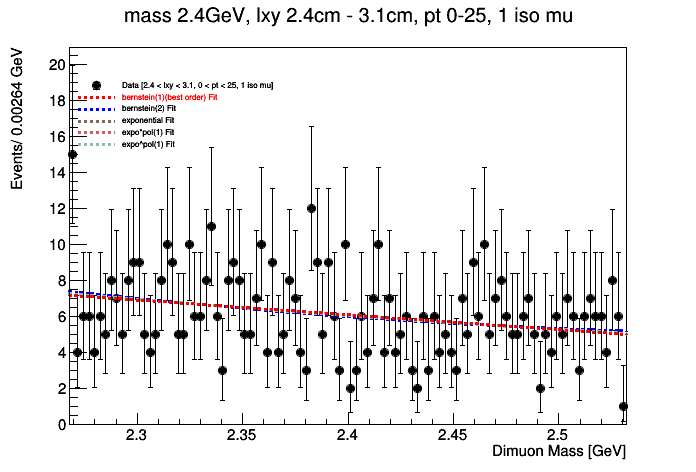 mass 2.4GeV, lxy 2.4cm - 3.1cm, pt 0-25, 1 iso mu
Events/ 0.00264 GeV
20
18
16
14
12
10
8
6
4
2
0
Data [2.4 < lxy < 3.1, 0 < pt < 25, 1 iso mu]
bernstein(1)(best order) Fit
bernstein(2) Fit
exponential Fit
expo*pol(1) Fit
expo^pol(1) Fit
2.3
2.35
2.4
2.45
2.5
Dimuon Mass [GeV]